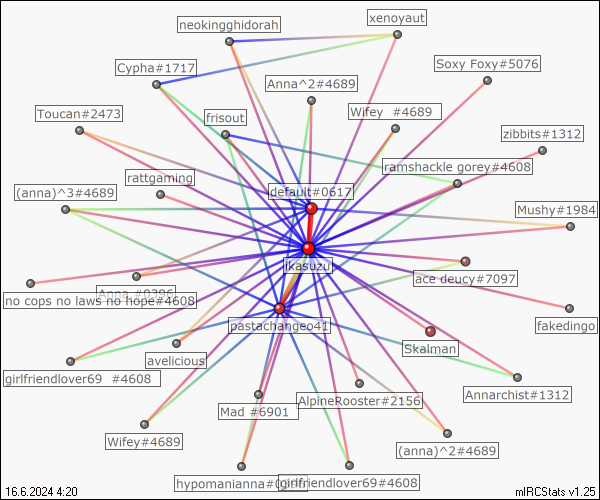 neokingghidorah
xenoyaut
Cypha#1717
Soxy Foxy#5076
Anna^2#4689
Toucan#2473
frisout
Wifey #4689
zibbits#1312
ramshackle gorey#4608
rattgaming
(anna)^3#4689
default#0617
Mushy#1984
ikasuzu
ace deucy#7097
Anna #0396
no cops no laws no hope#4608
pastachangeo41
fakedingo
Skalman
avelicious
girlfriendlover69 #4608
Annarchist#1312
AlpineRooster#2156
Mad #6901
Wifey#4689
(anna)^2#4689
hypomanianna#0
girlfriendlover69#4608
16.6.2024 4:20
mIRCStats v1.25